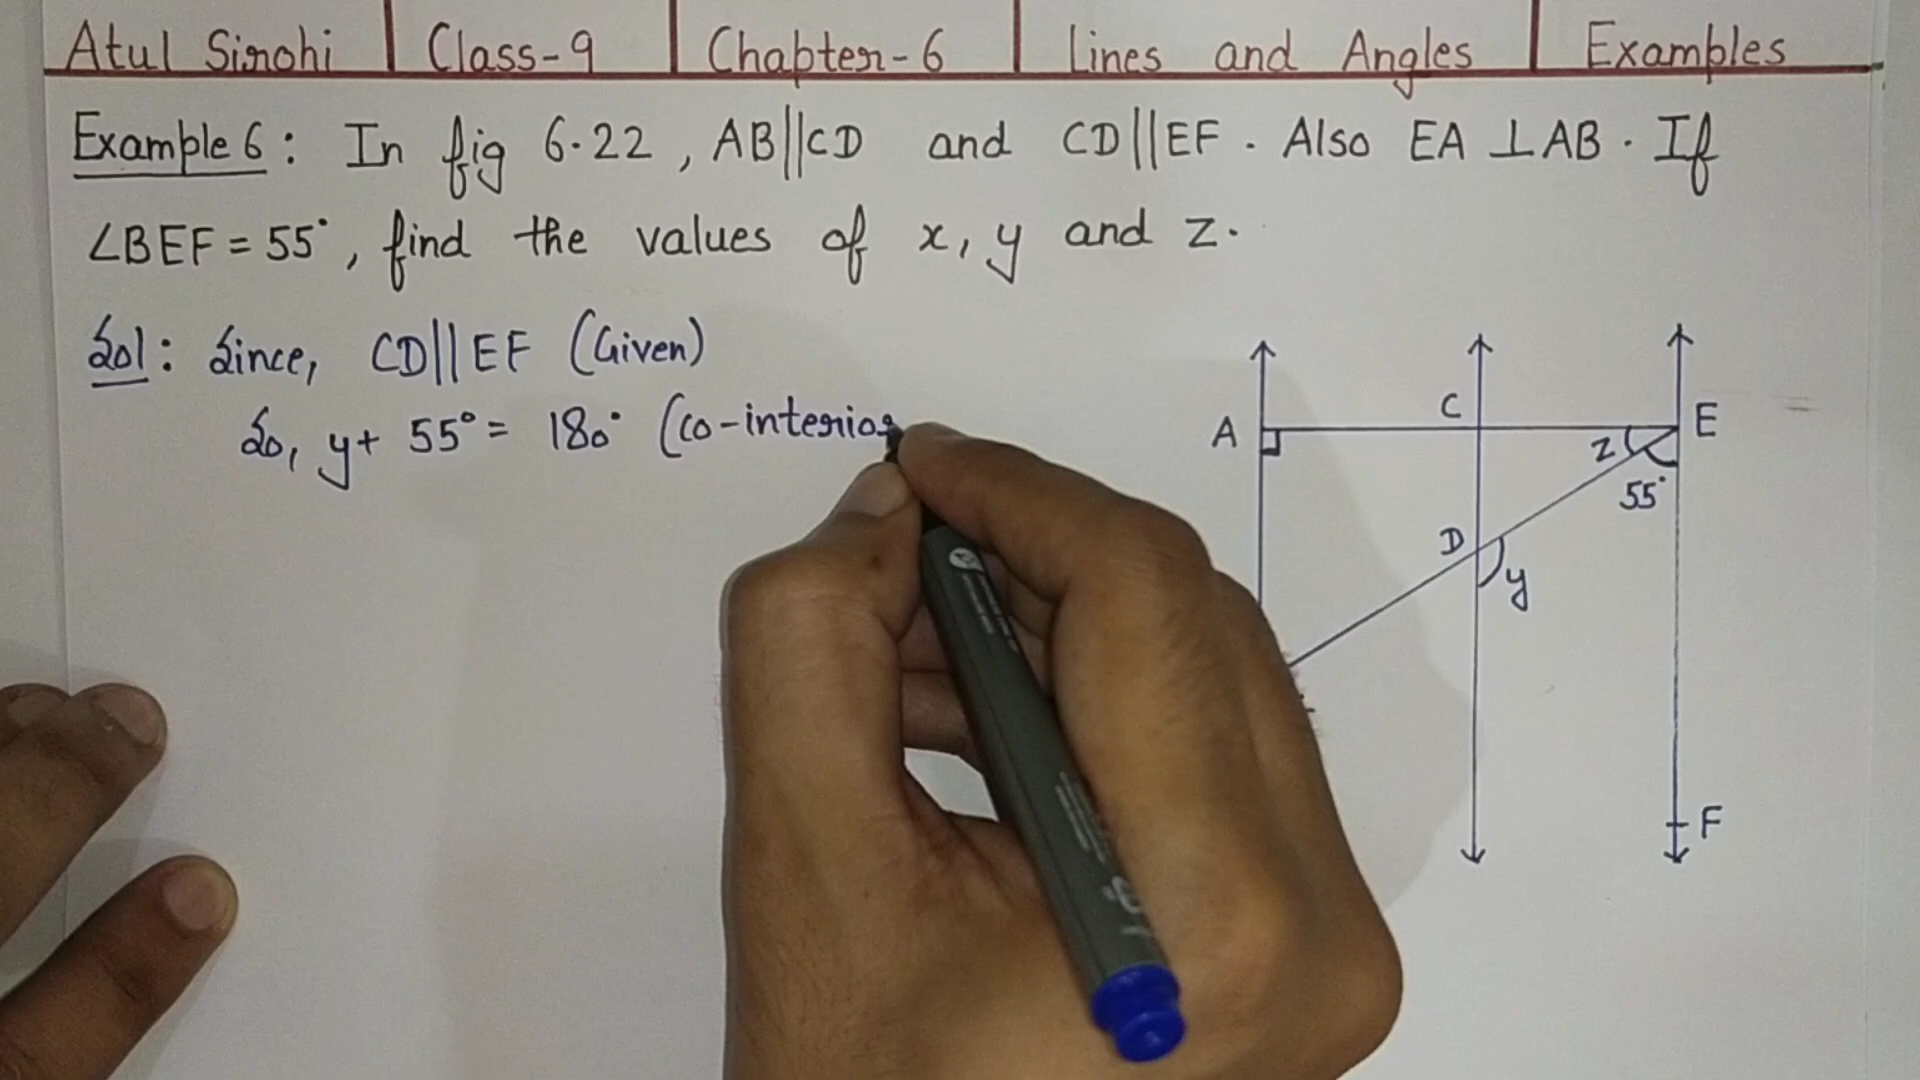 Atul Sirohi Class-9 Chapter-6 Lines and Angles Examples
Example 6: In fig 6.22, AB||CD and CD||EF. Also EA ⊥ AB. If
∠BEF = 55°, find the values of x, y and z.
Sol: Since, CD||EF (Given)
So, y + 55° = 180° (co-interior
A C E
z
55°
D
y
F